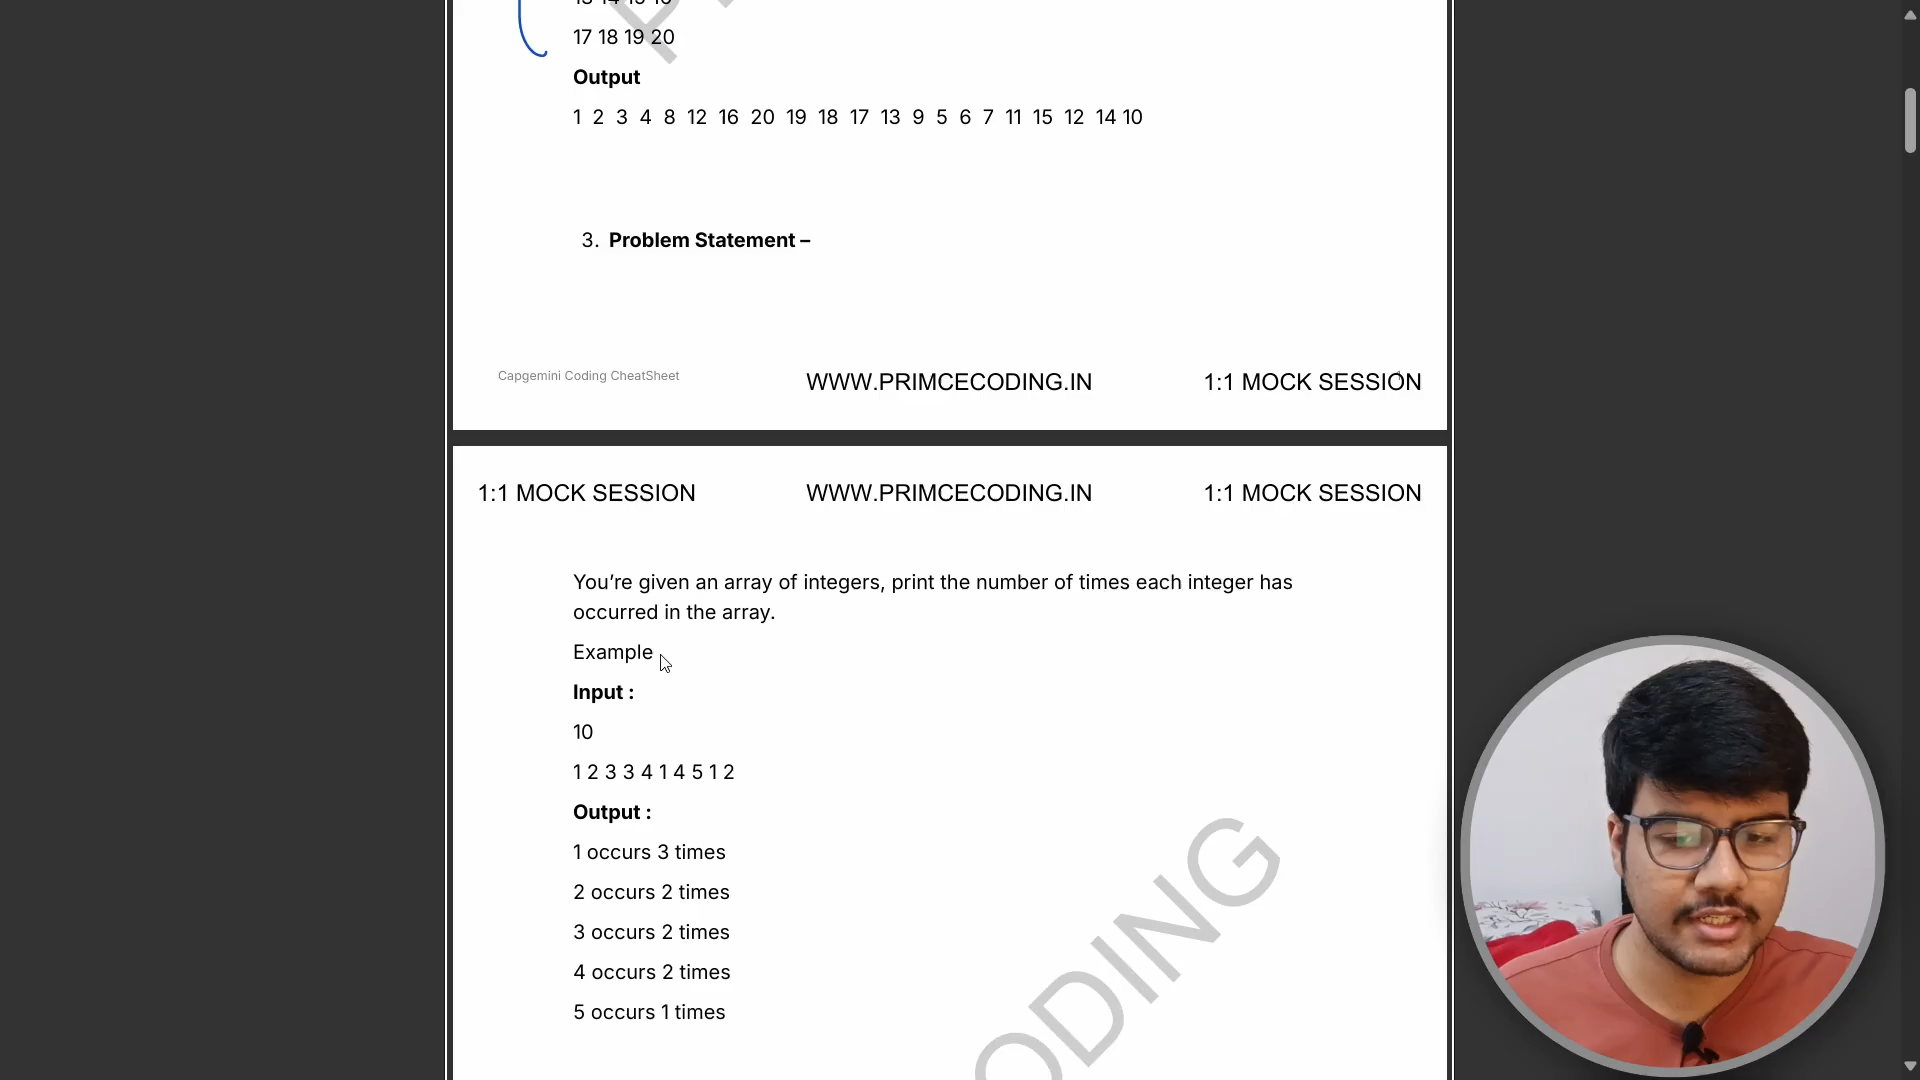 13 14 15 16
17 18 19 20
Output
1 2 3 4 8 12 16 20 19 18 17 13 9 5 6 7 11 15 12 14 10
3. Problem Statement –
Capgemini Coding CheatSheet
WWW.PRIMCECODING.IN
1:1 MOCK SESSION
1:1 MOCK SESSION
WWW.PRIMCECODING.IN
1:1 MOCK SESSION
You’re given an array of integers, print the number of times each integer has
occurred in the array.
Example
Input :
10
1 2 3 3 4 1 4 5 1 2
Output :
1 occurs 3 times
2 occurs 2 times
3 occurs 2 times
4 occurs 2 times
5 occurs 1 times
ODING